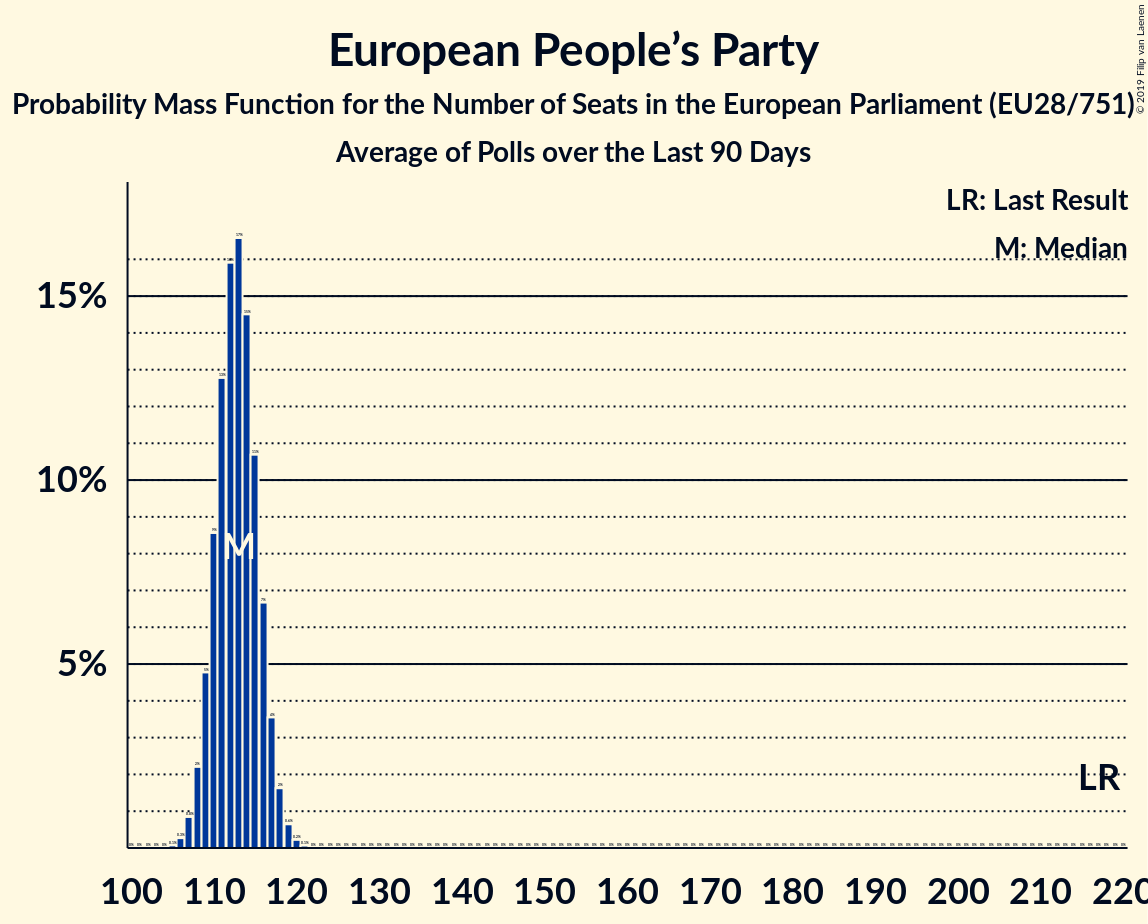 European People’s Party
Probability Mass Function for the Number of Seats in the European Parliament (EU28/751)
Average of Polls over the Last 90 Days
© 2019 Filip van Laenen
LR: Last Result
M: Median
15%
10%
5%
M
LR
100 110 120 130 140 150 160 170 180 190 200 210 220